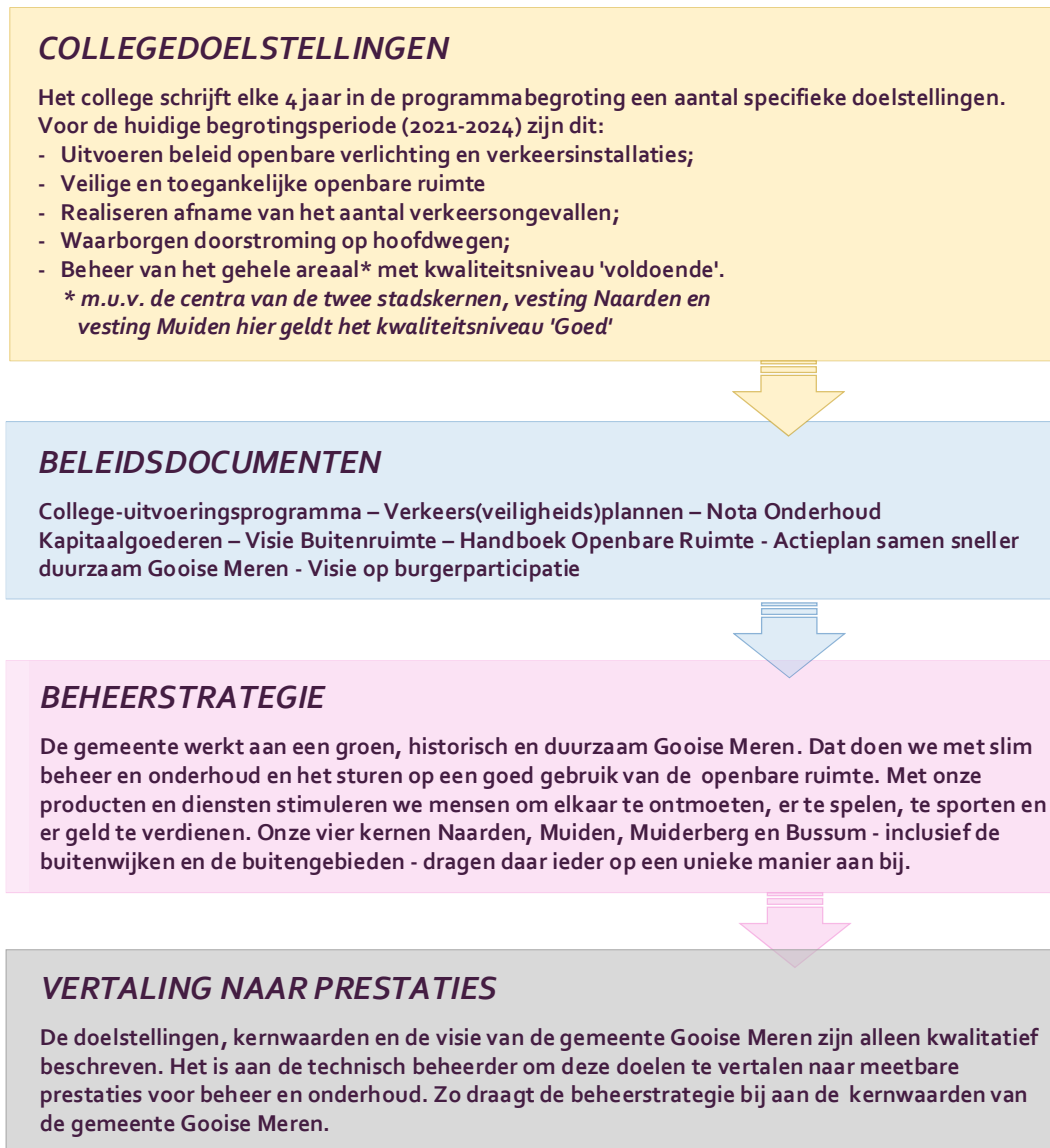 COLLEGEDOELSTELLINGEN
Het college schrijft elke 4 jaar in de programmabegroting een aantal specifieke doelstellingen.
Voor de huidige begrotingsperiode (2021-2024) zijn dit:
- Uitvoeren beleid openbare verlichting en verkeersinstallaties;
- Veilige en toegankelijke openbare ruimte
- Realiseren afname van het aantal verkeersongevallen;
- Waarborgen doorstroming op hoofdwegen;
- Beheer van het gehele areaal* met kwaliteitsniveau 'voldoende'.
* m.u.v. de centra van de twee stadskernen, vesting Naarden en
vesting Muiden hier geldt het kwaliteitsniveau 'Goed'
BELEIDSDOCUMENTEN
College-uitvoeringsprogramma – Verkeers(veiligheids)plannen – Nota Onderhoud
Kapitaalgoederen – Visie Buitenruimte – Handboek Openbare Ruimte - Actieplan samen sneller
duurzaam Gooise Meren - Visie op burgerparticipatie
BEHEERSTRATEGIE
De gemeente werkt aan een groen, historisch en duurzaam Gooise Meren. Dat doen we met slim
beheer en onderhoud en het sturen op een goed gebruik van de openbare ruimte. Met onze
producten en diensten stimuleren we mensen om elkaar te ontmoeten, er te spelen, te sporten en
er geld te verdienen. Onze vier kernen Naarden, Muiden, Muiderberg en Bussum - inclusief de
buitenwijken en de buitengebieden - dragen daar ieder op een unieke manier aan bij.
VERTALING NAAR PRESTATIES
De doelstellingen, kernwaarden en de visie van de gemeente Gooise Meren zijn alleen kwalitatief
beschreven. Het is aan de technisch beheerder om deze doelen te vertalen naar meetbare
prestaties voor beheer en onderhoud. Zo draagt de beheerstrategie bij aan de kernwaarden van
de gemeente Gooise Meren.